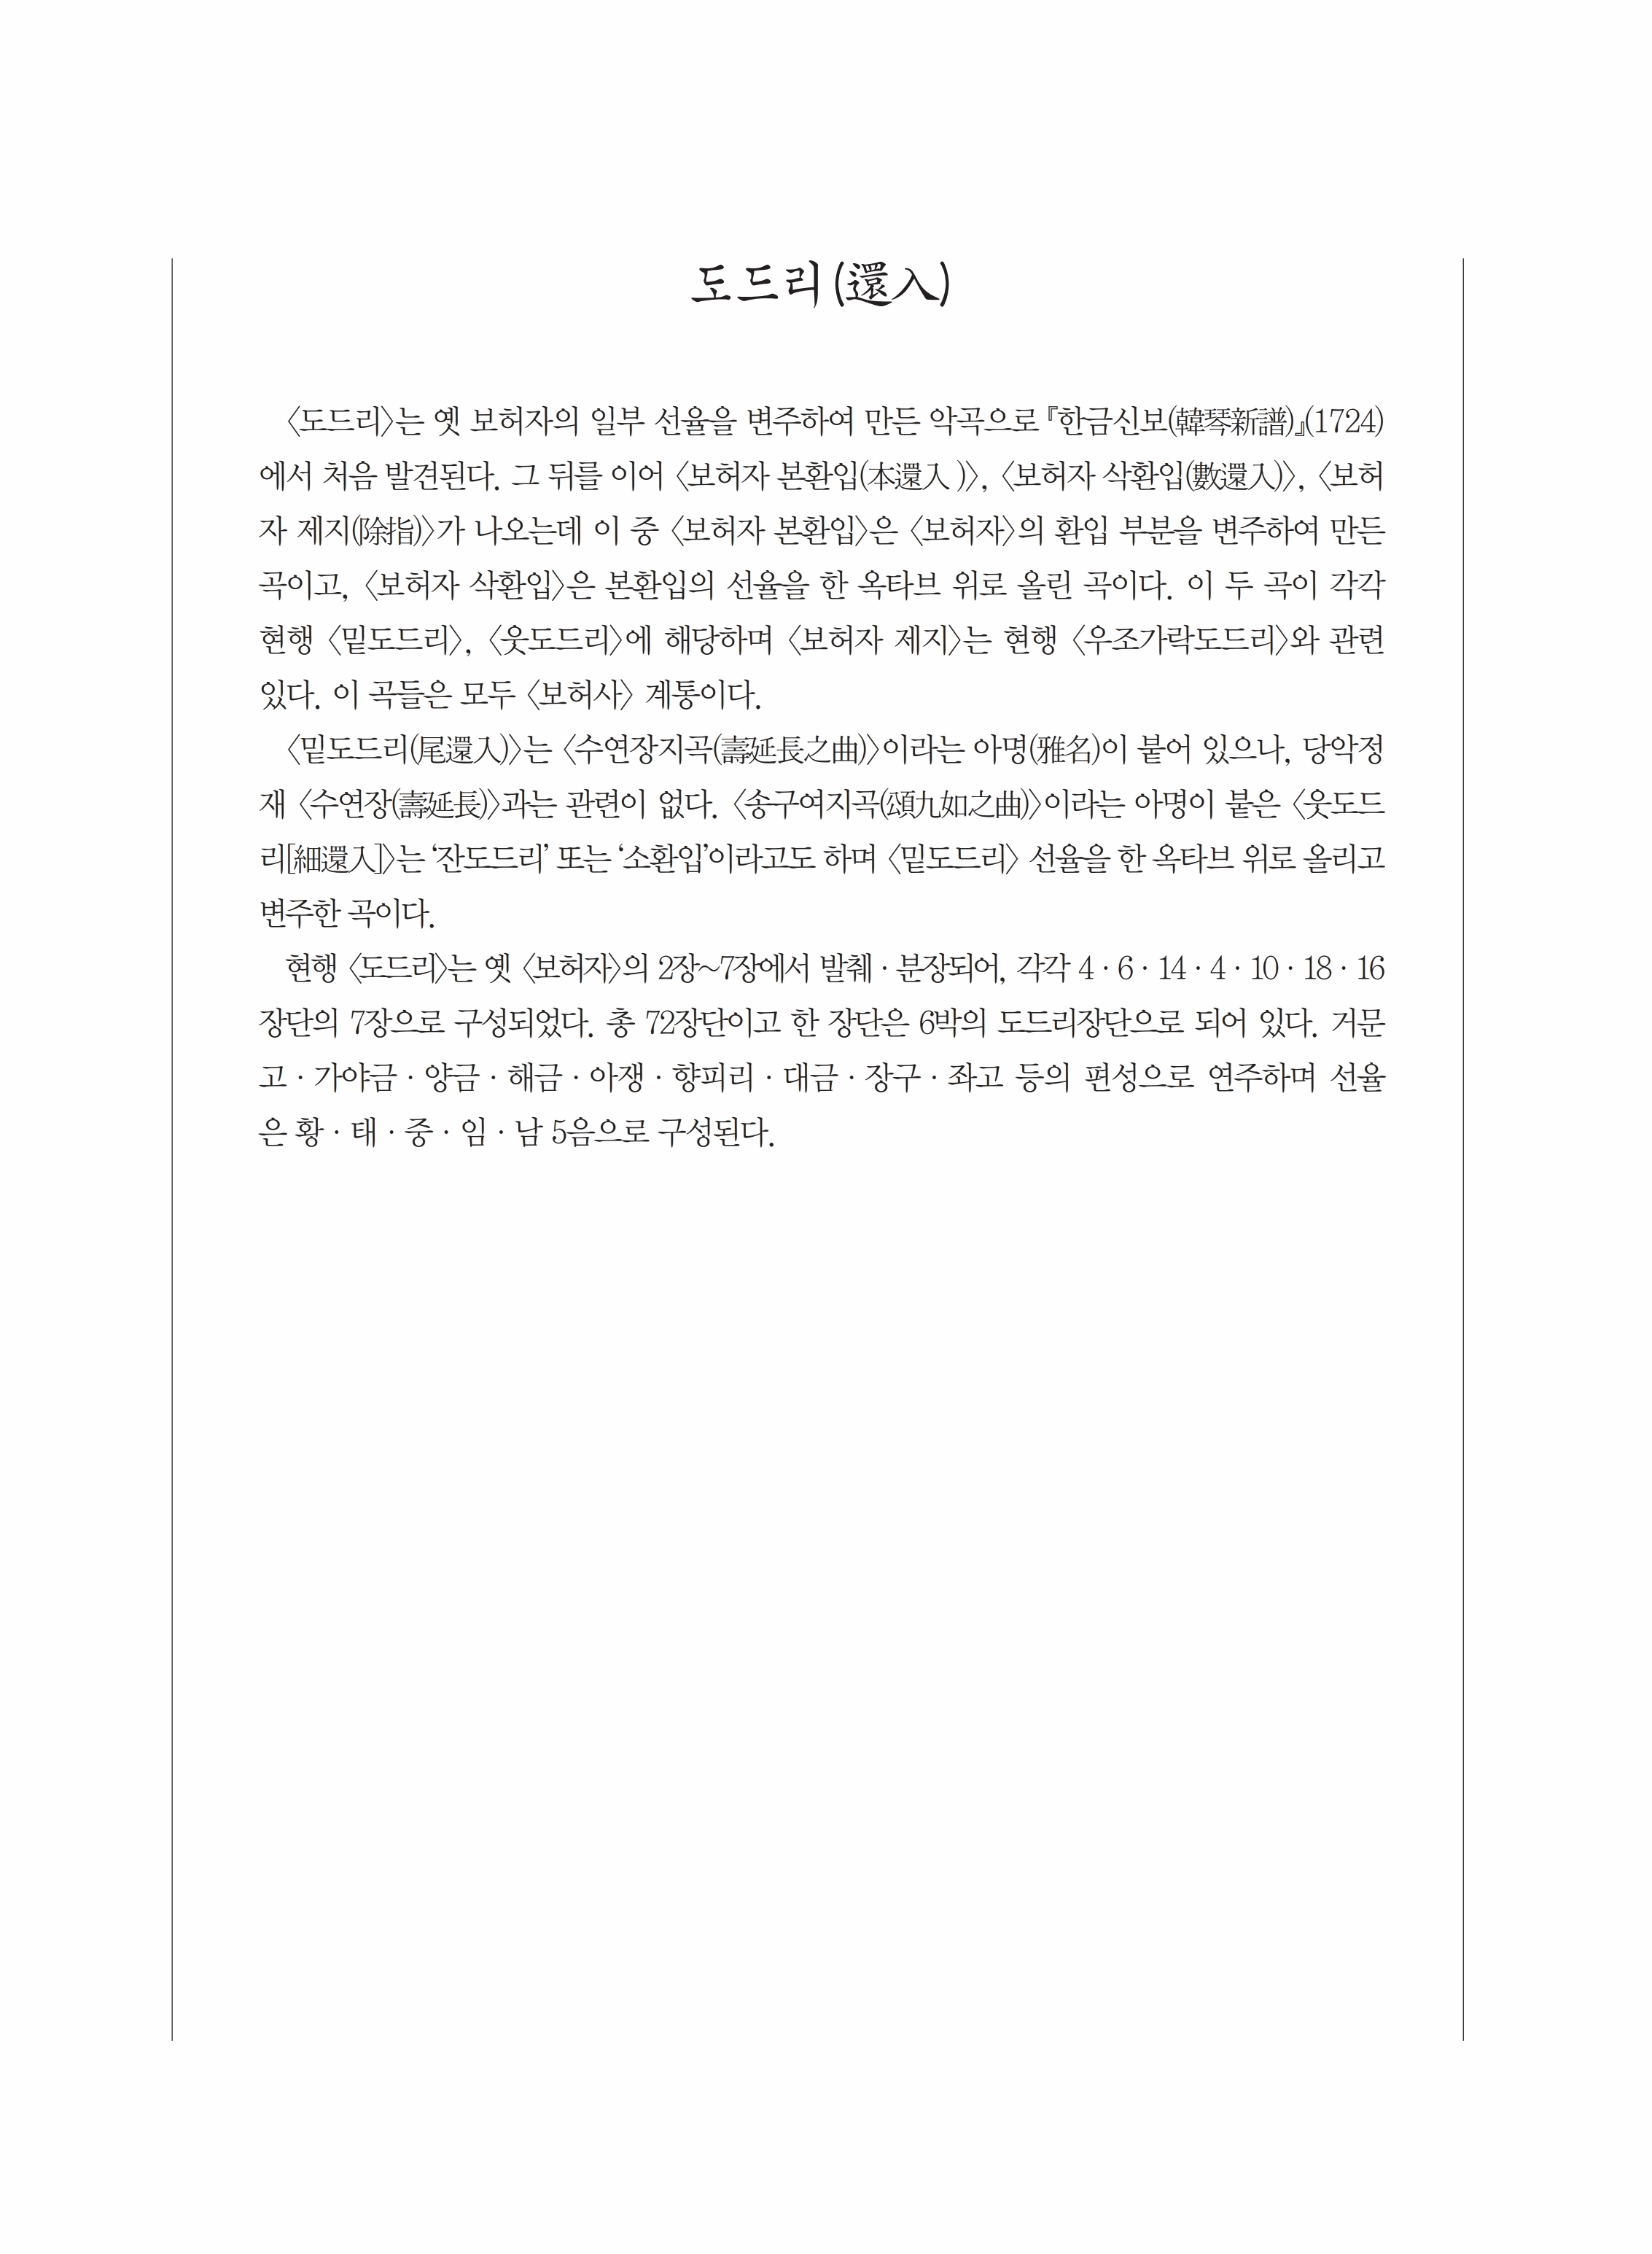 도드리(還入)
〈도드리〉는 옛 보허자의 일부 선율을 변주하여 만든 악곡으로『한금신보(韓琴新譜)』(1724)
에서 처음 발견된다. 그 뒤를 이어 〈보허자 본환입(本還入 )〉, 〈보허자 삭환입(數還入)〉, 〈보허
자 제지(除指)〉가 나오는데 이 중 〈보허자 본환입〉은 〈보허자〉의 환입 부분을 변주하여 만든
곡이고, 〈보허자 삭환입〉은 본환입의 선율을 한 옥타브 위로 올린 곡이다. 이 두 곡이 각각
현행 〈밑도드리〉, 〈웃도드리〉에 해당하며 〈보허자 제지〉는 현행 〈우조가락도드리〉와 관련
있다. 이 곡들은 모두 〈보허사〉 계통이다.
〈밑도드리(尾還入)〉는 〈수연장지곡(壽延長之曲)〉이라는 아명(雅名)이 붙어 있으나, 당악정
재 〈수연장(壽延長)〉과는 관련이 없다. 〈송구여지곡(頌九如之曲)〉이라는 아명이 붙은 〈웃도드
리[細還入]〉는 ‘잔도드리’ 또는 ‘소환입’이라고도 하며 〈밑도드리〉 선율을 한 옥타브 위로 올리고
변주한 곡이다.
현행 〈도드리〉는 옛 〈보허자〉의 2장~7장에서 발췌 · 분장되어, 각각 4 · 6 · 14 · 4 · 10 · 18 · 16
장단의 7장으로 구성되었다. 총 72장단이고 한 장단은 6박의 도드리장단으로 되어 있다. 거문
고 · 가야금 · 양금 · 해금 · 아쟁 · 향피리 · 대금 · 장구 · 좌고 등의 편성으로 연주하며 선율
은 황 · 태 · 중 · 임 · 남 5음으로 구성된다.